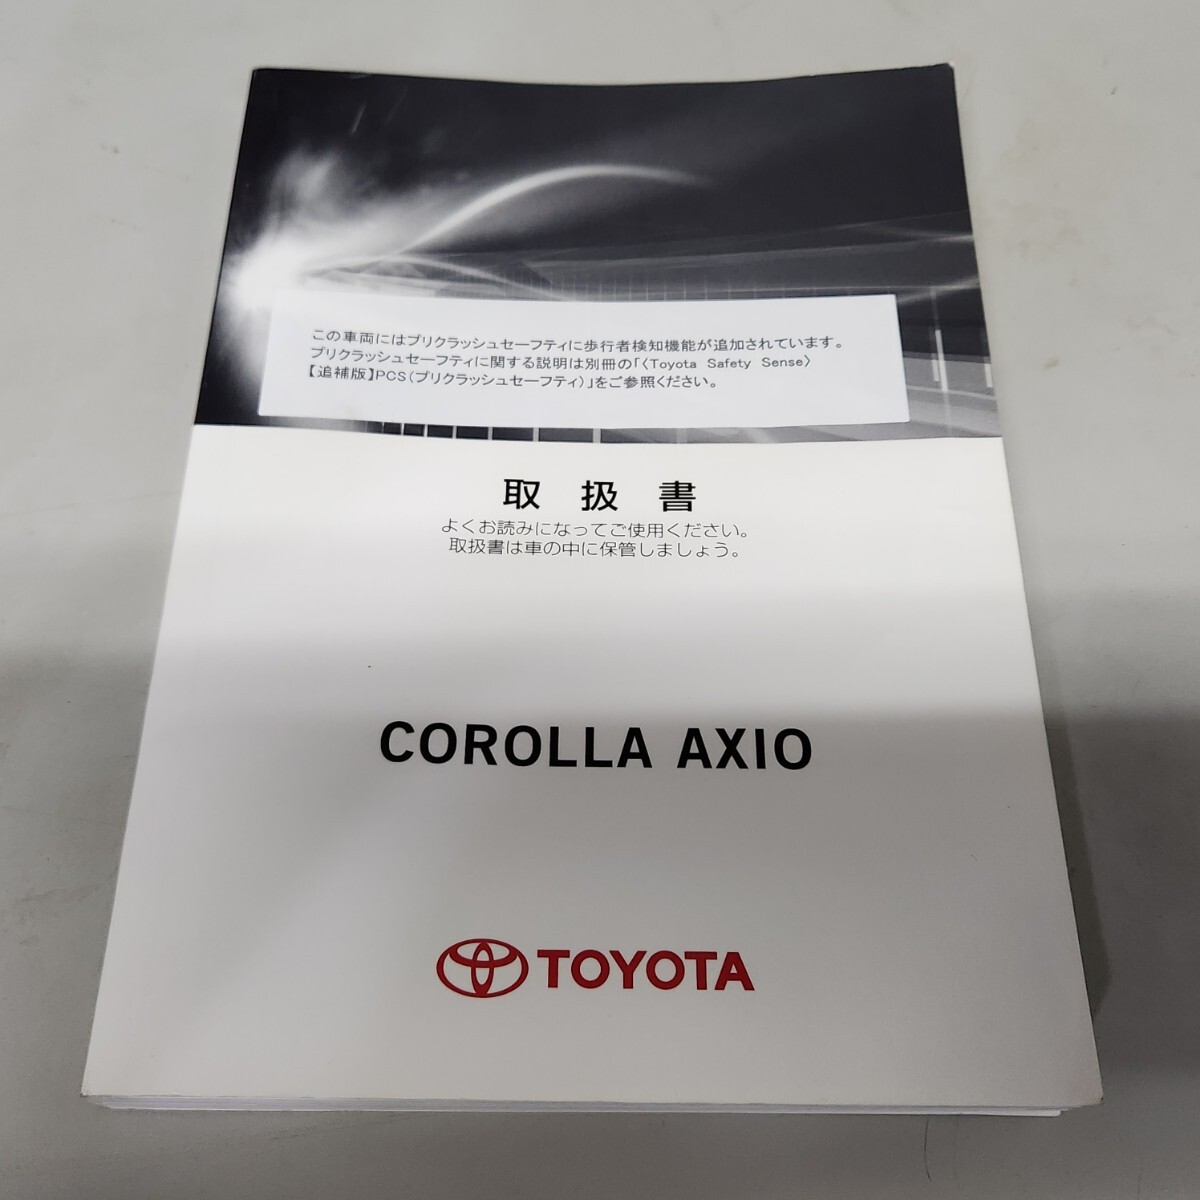 この車両にはプリクラッシュセーフティに歩行者検知機能が追加されています。
プリクラッシュセーフティに関する説明は別冊の「〈Toyota Safety Sense〉
【追補版】PCS(プリクラッシュセーフティ)」をご参照ください。
取扱書
よくお読みになってご使用ください。
取扱書は車の中に保管しましょう。
COROLLA AXIO
TOYOTA